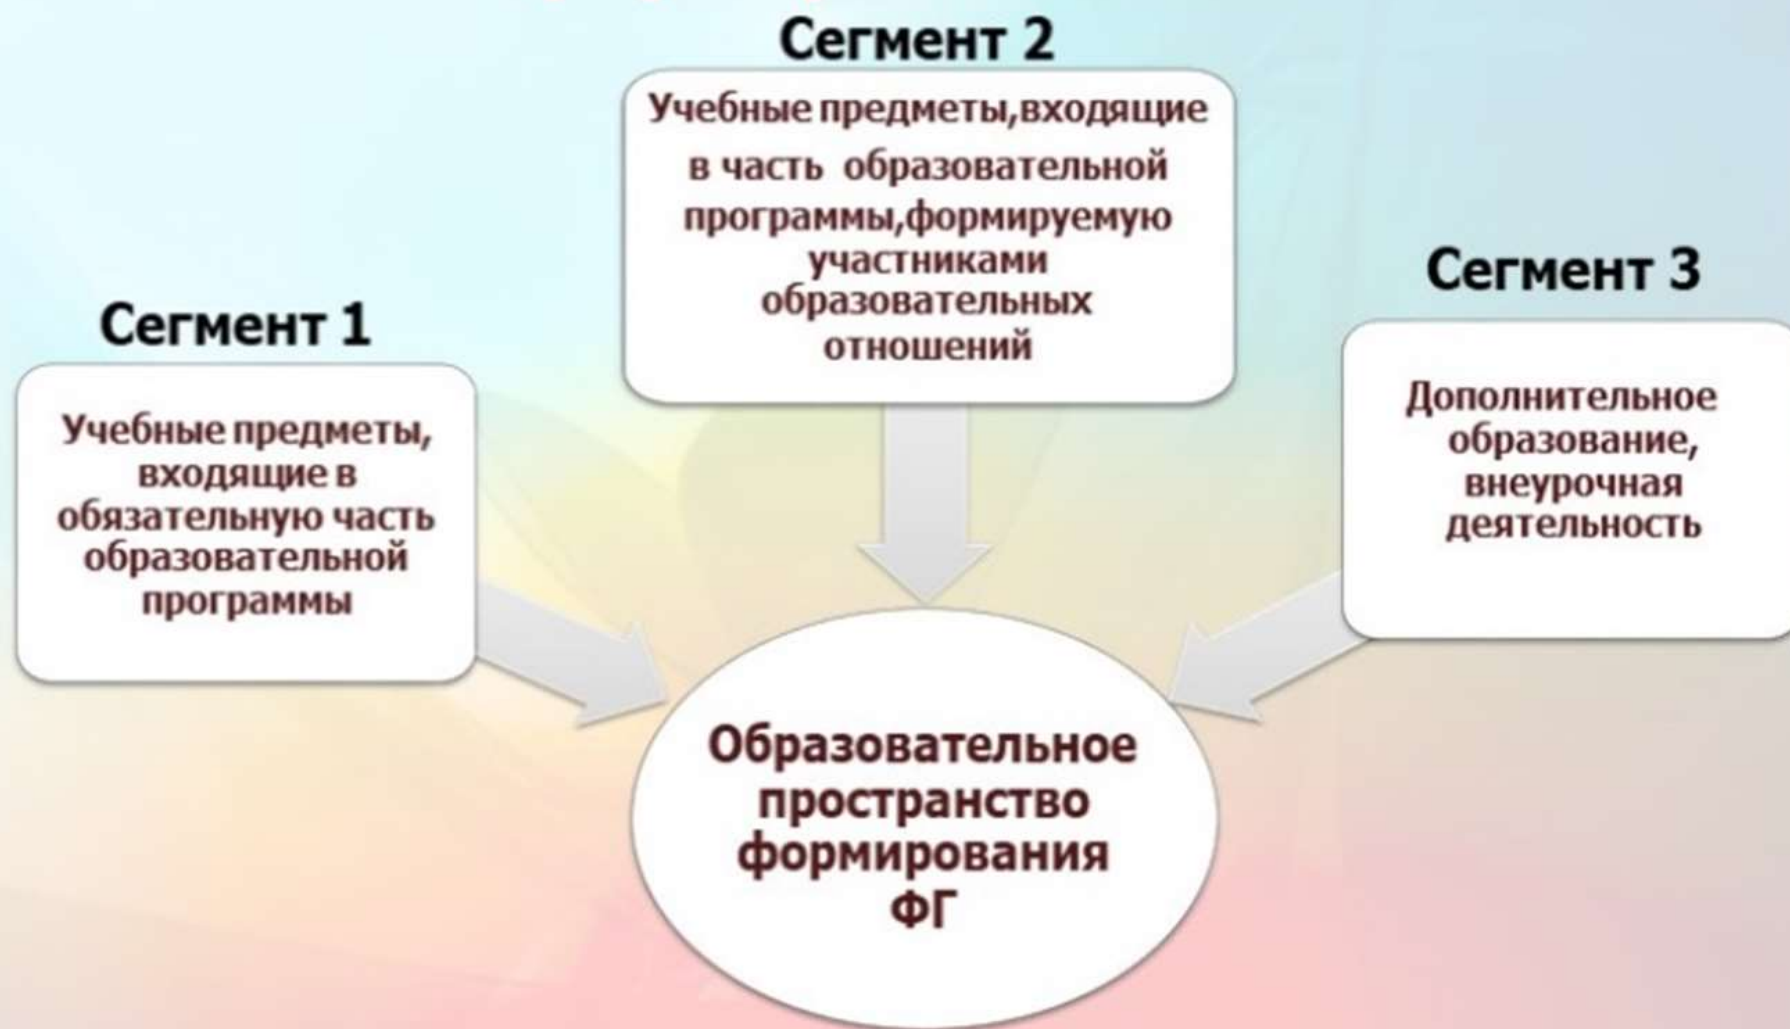 Сегмент 2
Учебные предметы,входящие
в часть образовательной
программы,формируемую
участниками
образовательных
отношений
Сегмент 1
Учебные предметы,
входящие в
обязательную часть
образовательной
программы
Сегмент 3
Дополнительное
образование,
внеурочная
деятельность
Образовательное
пространство
формирования
ФГ